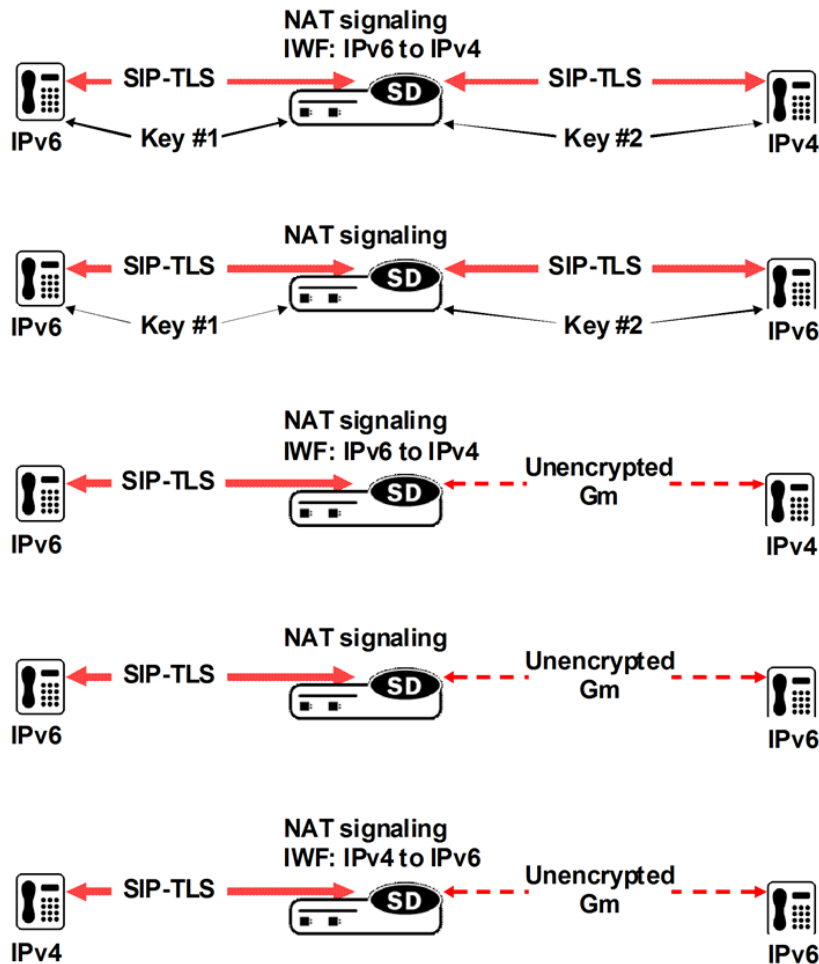 NAT signaling
IWF: IPv6 to IPv4
SIP-TLS
SD
SIP-TLS
IPv6
Key #1
Key #2
IPv4
NAT signaling
SIP-TLS
SD
SIP-TLS
IPv6
Key #1
Key #2
IPv6
NAT signaling
IWF: IPv6 to IPv4
SIP-TLS
SD
Unencrypted
Gm
IPv6
IPv4
NAT signaling
SIP-TLS
SD
Unencrypted
Gm
IPv6
IPv6
NAT signaling
IWF: IPv4 to IPv6
SIP-TLS
SD
Unencrypted
Gm
IPv4
IPv6